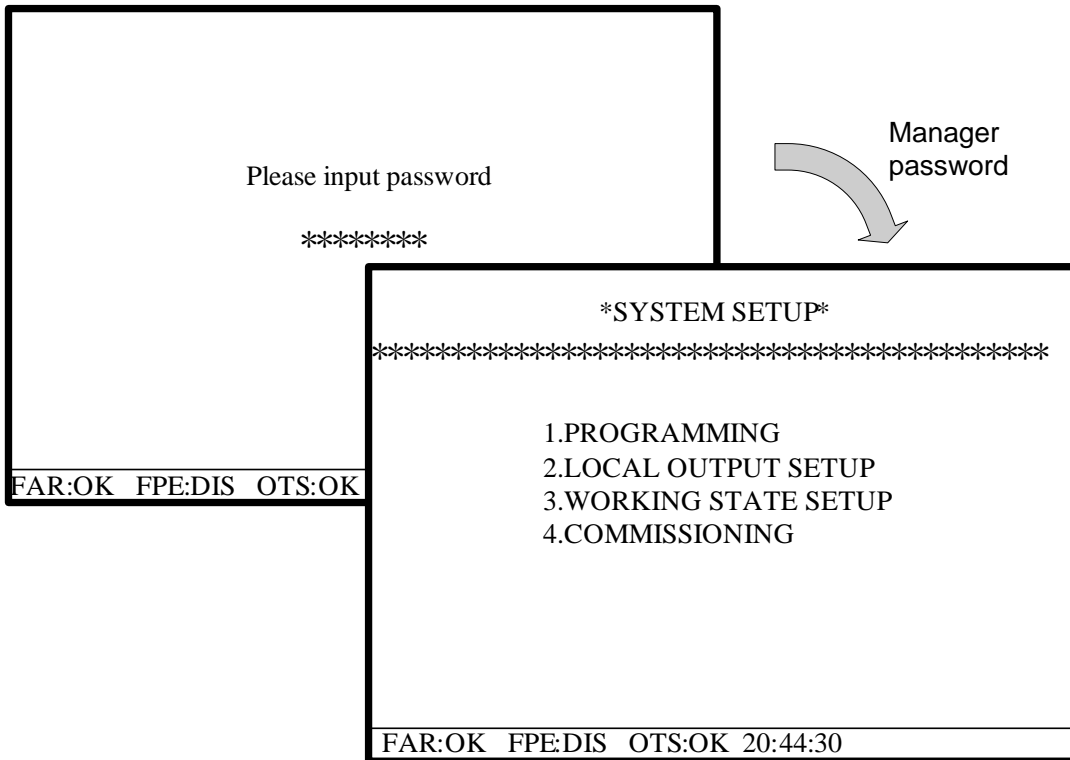 Please input password
********
FAR:OK FPE:DIS OTS:OK
Manager
password
*SYSTEM SETUP*
*******************************************
1.PROGRAMMING
2.LOCAL OUTPUT SETUP
3.WORKING STATE SETUP
4.COMMISSIONING
FAR:OK FPE:DIS OTS:OK 20:44:30